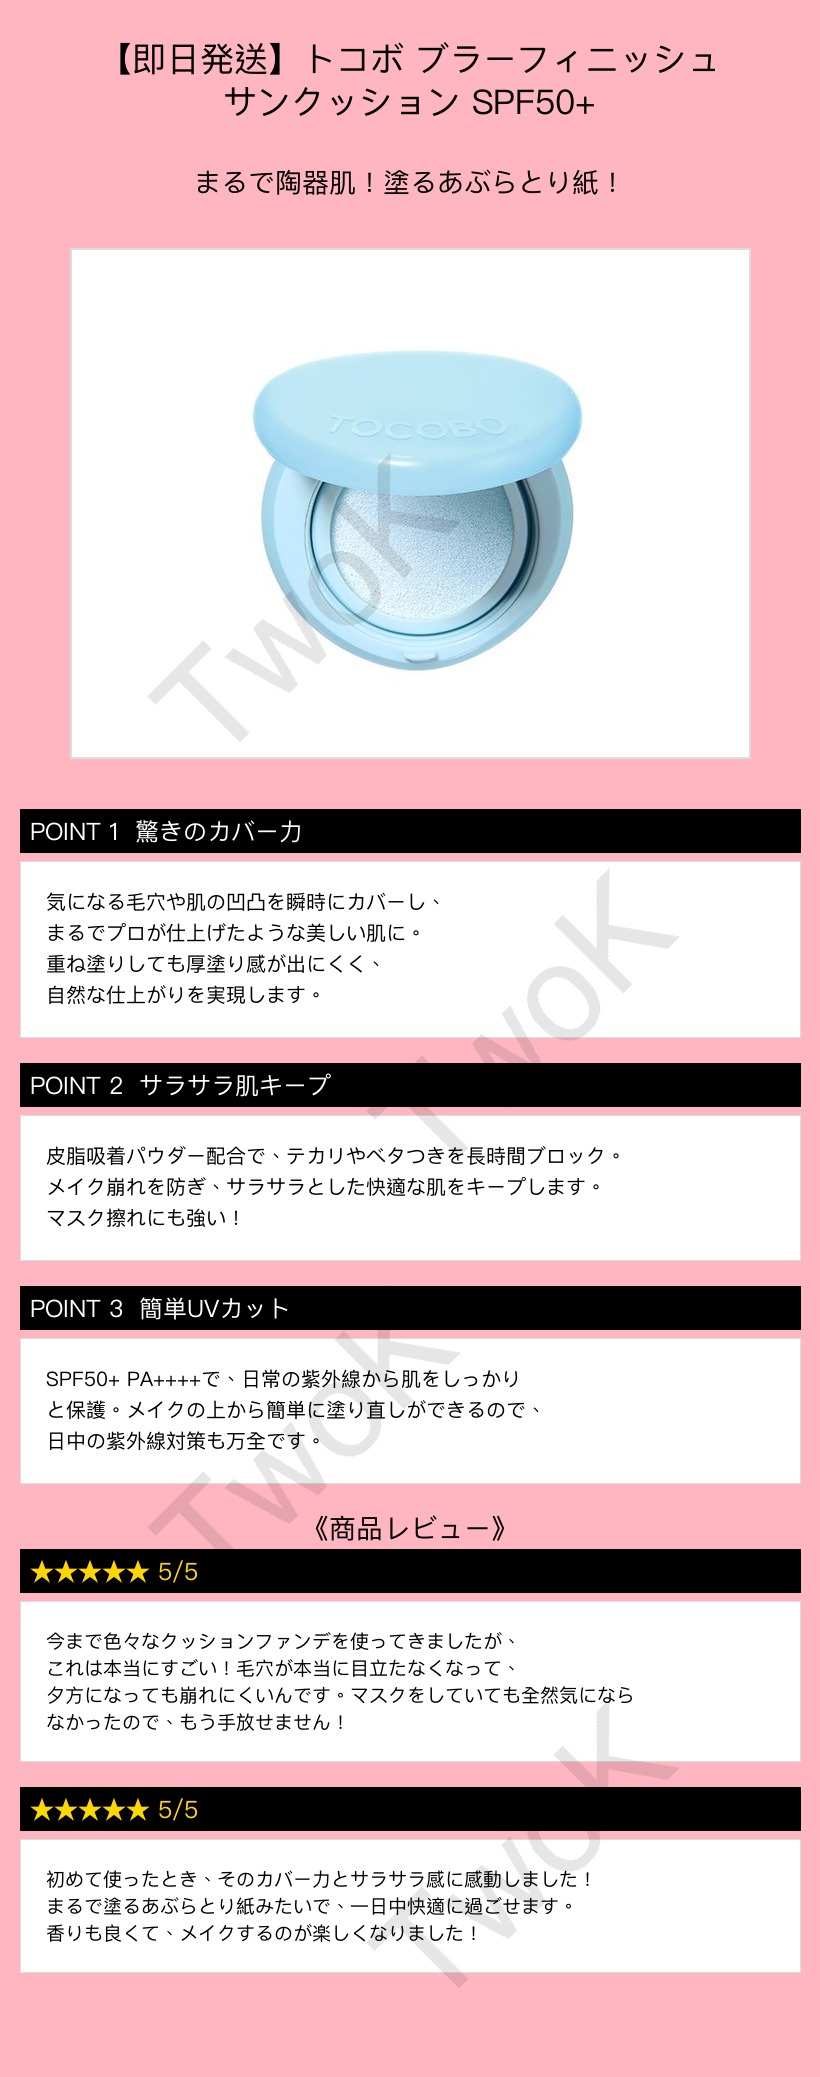 【即日発送】トコボ ブラーフィニッシュ
サンクッション SPF50+
まるで陶器肌！塗るあぶらとり紙！
TOCOBO
TwoK
POINT 1 驚きのカバー力
気になる毛穴や肌の凹凸を瞬時にカバーし、
まるでプロが仕上げたような美しい肌に。
重ね塗りしても厚塗り感が出にくく、
自然な仕上がりを実現します。
TwoK
POINT 2 サラサラ肌キープ
皮脂吸着パウダー配合で、テカリやベタつきを長時間ブロック。
メイク崩れを防ぎ、サラサラとした快適な肌をキープします。
マスク擦れにも強い！
POINT 3 簡単UVカット
SPF50+ PA++++で、日常の紫外線から肌をしっかり
と保護。メイクの上から簡単に塗り直しができるので、
日中の紫外線対策も万全です。
TwoK
《商品レビュー》
★★★★★ 5/5
今まで色々なクッションファンデを使ってきましたが、
これは本当にすごい！毛穴が本当に目立たなくなって、
夕方になっても崩れにくいんです。マスクをしていても全然気になら
なかったので、もう手放せません！
★★★★★ 5/5
TwoK
初めて使ったとき、そのカバー力とサラサラ感に感動しました！
まるで塗るあぶらとり紙みたいで、一日中快適に過ごせます。
香りも良くて、メイクするのが楽しくなりました！